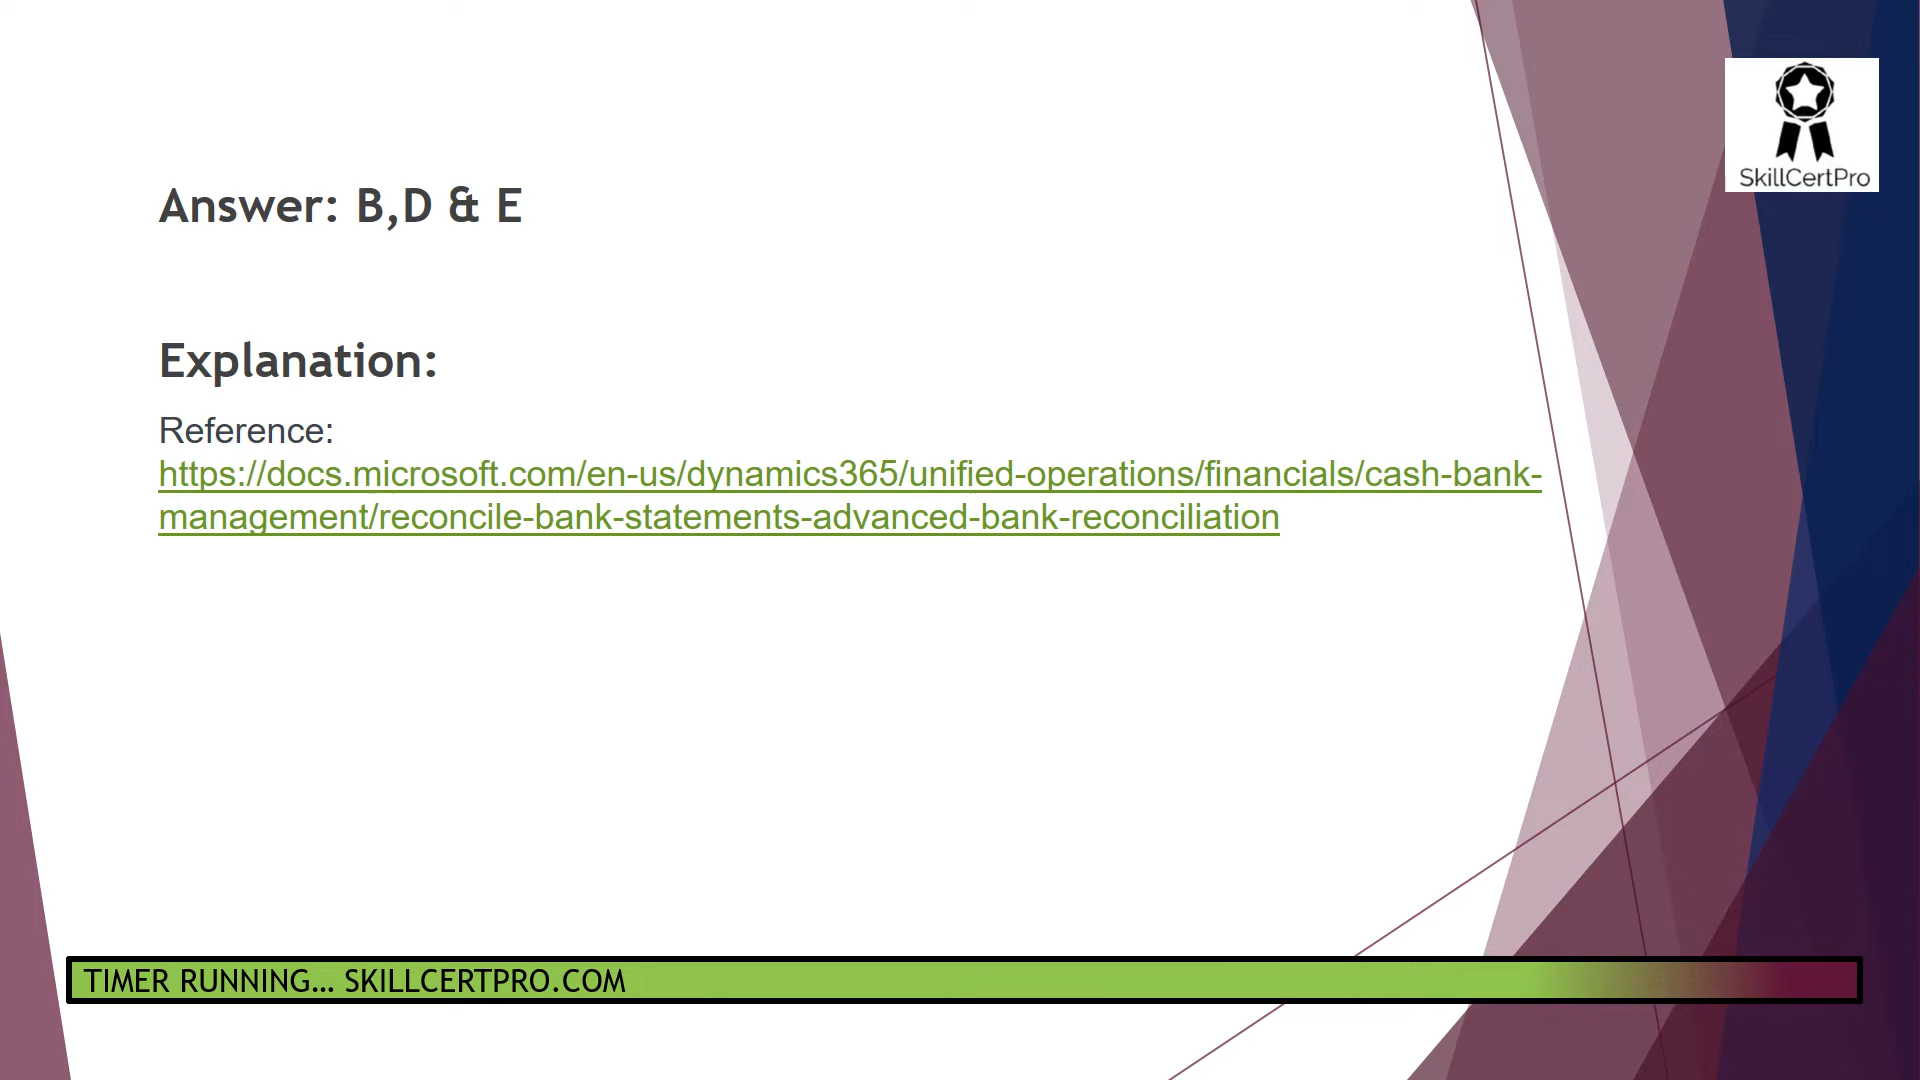 SkillCertPro
Answer: B,D & E
Explanation:
Reference:
https://docs.microsoft.com/en-us/dynamics365/unified-operations/financials/cash-bank-
management/reconcile-bank-statements-advanced-bank-reconciliation
TIMER RUNNING... SKILLCERTPRO.COM